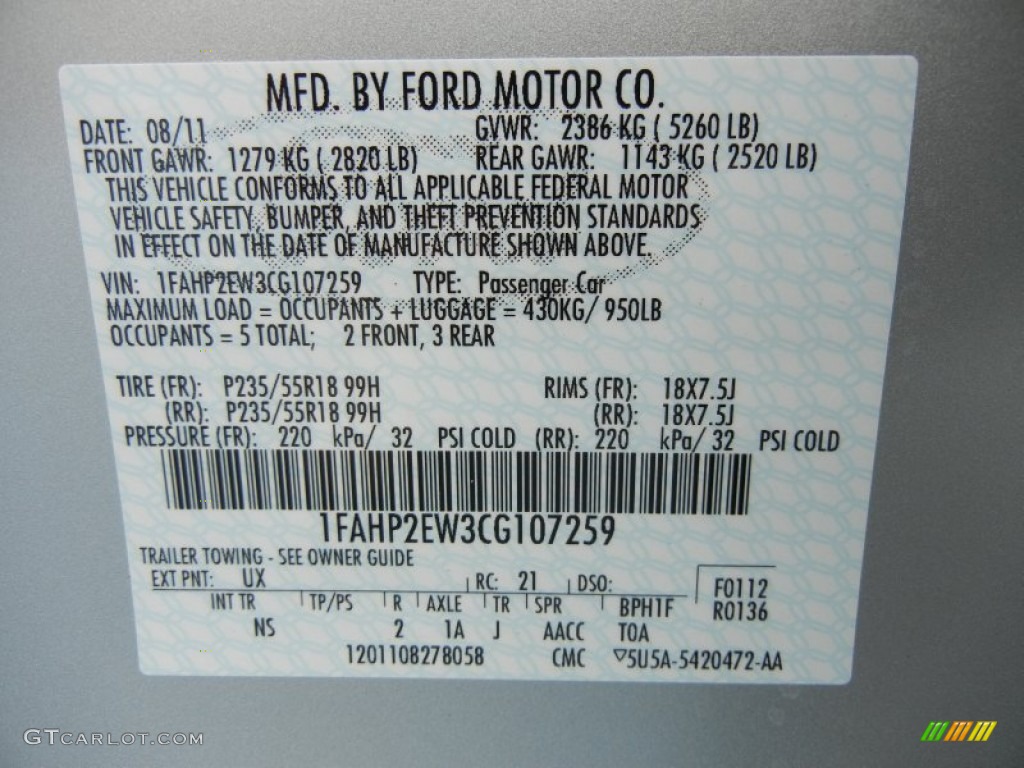 MFD. BY FORD MOTOR CO.
DATE: 08/11 GVWR: 2386 KG ( 5260 LB)
FRONT GAWR: 1279 KG ( 2820 LB) REAR GAWR: 1143 KG ( 2520 LB)
THIS VEHICLE CONFORMS TO ALL APPLICABLE FEDERAL MOTOR
VEHICLE SAFETY, BUMPER, AND THEFT PREVENTION STANDARDS
IN EFFECT ON THE DATE OF MANUFACTURE SHOWN ABOVE.
VIN: 1FAHP2EW3CG107259 TYPE: Passenger Car
MAXIMUM LOAD = OCCUPANTS + LUGGAGE = 430KG/ 950LB
OCCUPANTS = 5 TOTAL; 2 FRONT, 3 REAR
TIRE (FR): P235/55R18 99H RIMS (FR): 18X7.5J
(RR): P235/55R18 99H (RR): 18X7.5J
PRESSURE (FR): 220 kPa/ 32 PSI COLD (RR): 220 kPa/ 32 PSI COLD
1FAHP2EW3CG107259
TRAILER TOWING - SEE OWNER GUIDE
EXT PNT: UX RC: 21 DSO: F0112
INT TR TP/PS R AXLE TR SPR BPH1F R0136
NS 2 1A J AACC TOA
1201108278058 CMC ▽5U5A-5420472-AA
GTCARLOT.COM